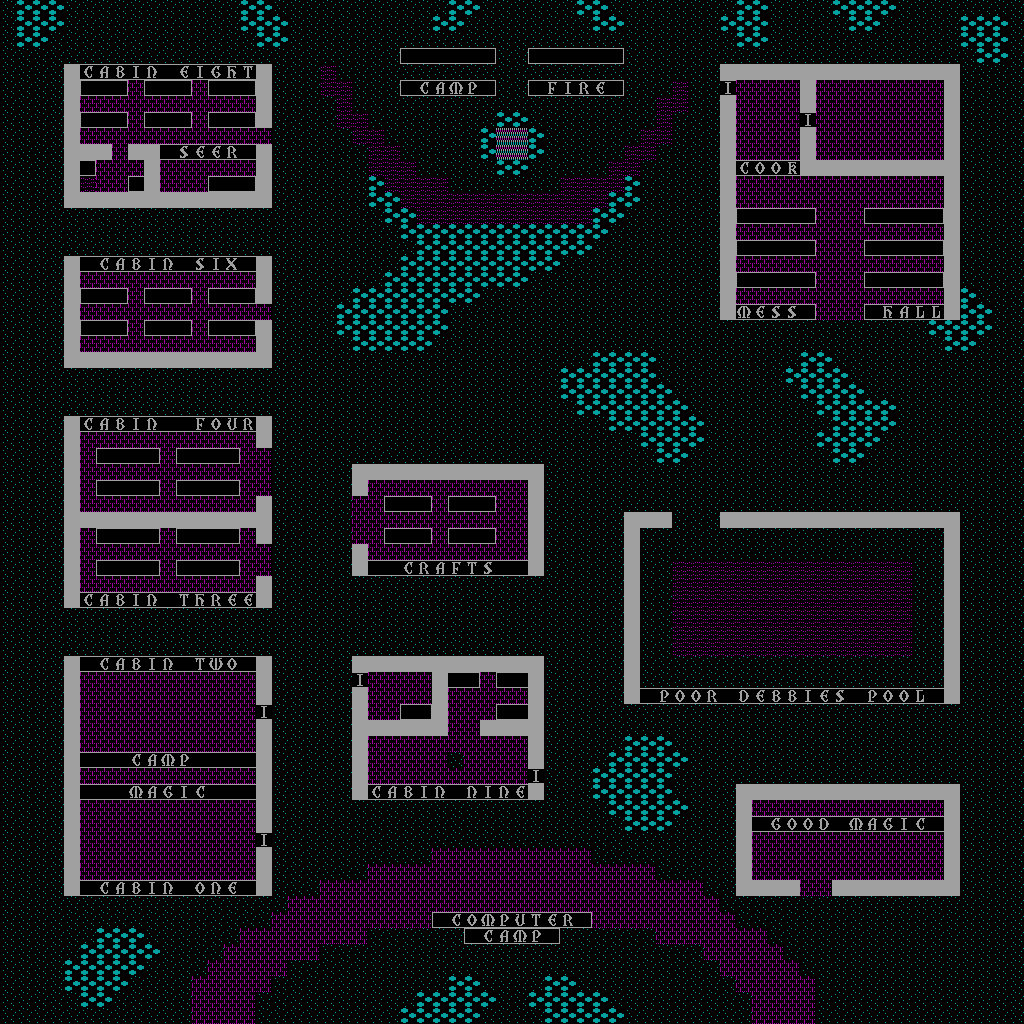 CABIN EIGHT
CAMP FIRE
I
I
SEER
COOK
CABIN SIX
MESS HALL
CABIN FOUR
CRAFTS
CABIN THREE
CABIN TWO
I
POOR DEBBIES POOL
I
CAMP
I
MAGIC
CABIN NINE
GOOD MAGIC
I
CABIN ONE
COMPUTER
CAMP